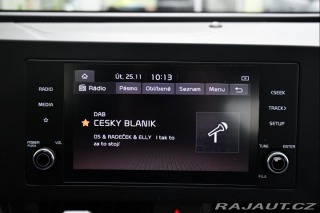 Út. 25.11 10:13
RADIO Rádio Pásmo Oblíbené Seznam Menu <SEEK
MEDIA DAB TRACK>
CESKY BLANIK SETUP
OS & RADEČEK & ELLY I tak to
za to stojí
POWER VOL TUNE ENTER
FILE
RAJAUT.CZ